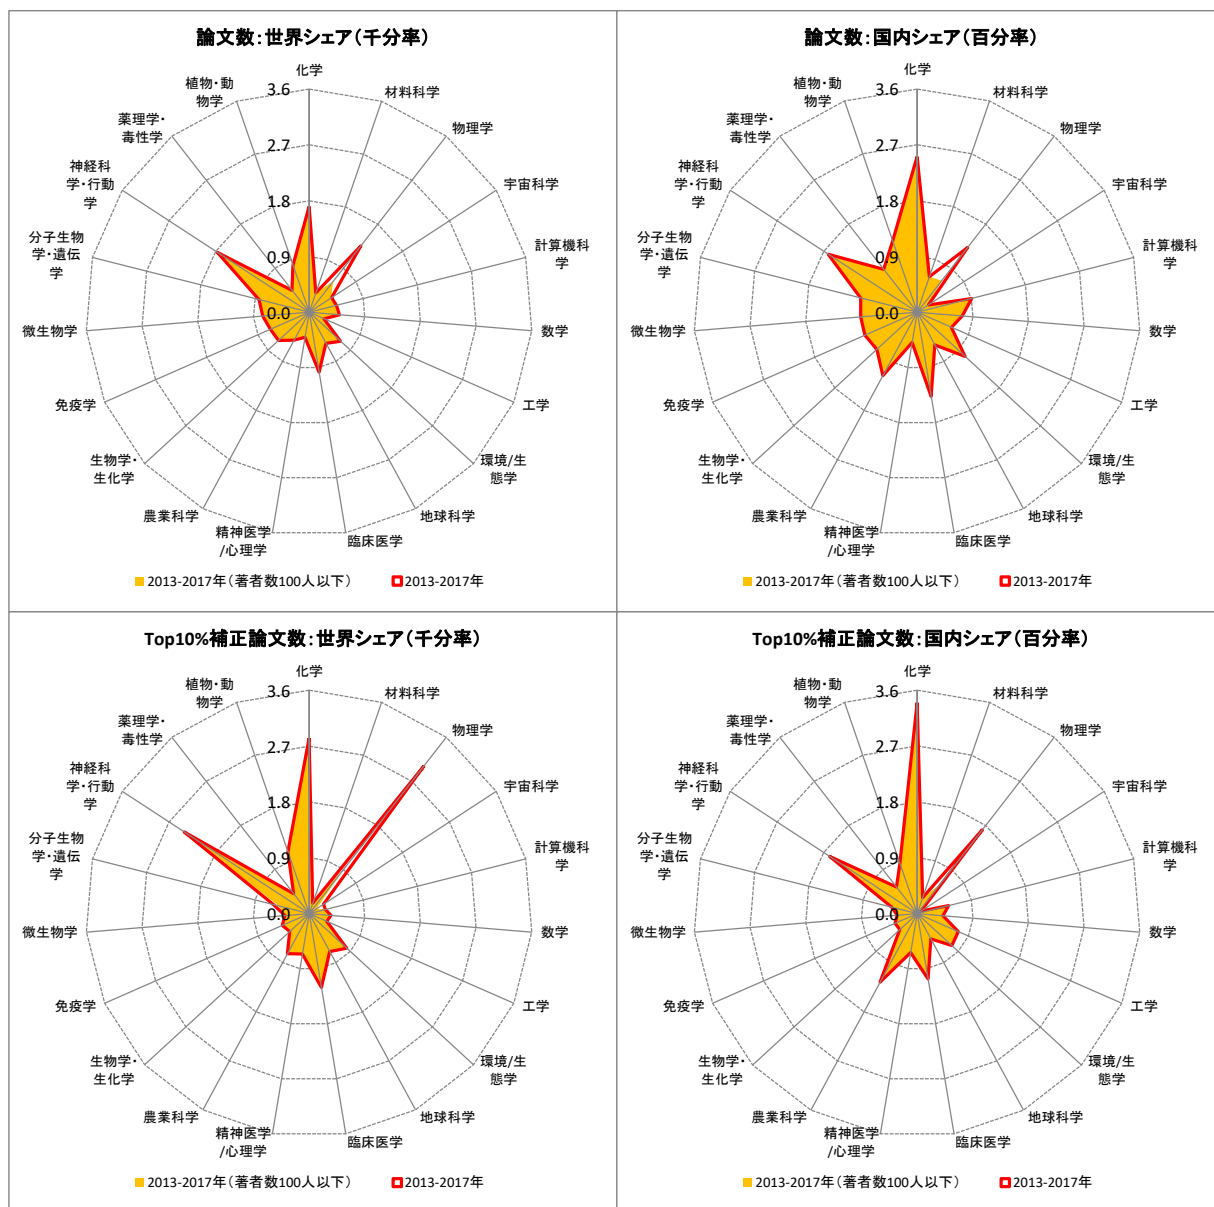 論文数：世界シェア（千分率）
化学
材料科学
物理学
宇宙科学
計算機科
学
数学
工学
環境/生
態学
地球科学
臨床医学
精神医学
/心理学
農業科学
生物学・
生化学
免疫学
微生物学
分子生物
学・遺伝
学
神経科
学・行動
学
薬理学・
毒性学
植物・動
物学
3.6
2.7
1.8
0.9
0.0
2013-2017年（著者数100人以下）
2013-2017年
論文数：国内シェア（百分率）
化学
材料科学
物理学
宇宙科学
計算機科
学
数学
工学
環境/生
態学
地球科学
臨床医学
精神医学
/心理学
農業科学
生物学・
生化学
免疫学
微生物学
分子生物
学・遺伝
学
神経科
学・行動
学
薬理学・
毒性学
植物・動
物学
3.6
2.7
1.8
0.9
0.0
2013-2017年（著者数100人以下）
2013-2017年
Top10%補正論文数：世界シェア（千分率）
化学
材料科学
物理学
宇宙科学
計算機科
学
数学
工学
環境/生
態学
地球科学
臨床医学
精神医学
/心理学
農業科学
生物学・
生化学
免疫学
微生物学
分子生物
学・遺伝
学
神経科
学・行動
学
薬理学・
毒性学
植物・動
物学
3.6
2.7
1.8
0.9
0.0
2013-2017年（著者数100人以下）
2013-2017年
Top10%補正論文数：国内シェア（百分率）
化学
材料科学
物理学
宇宙科学
計算機科
学
数学
工学
環境/生
態学
地球科学
臨床医学
精神医学
/心理学
農業科学
生物学・
生化学
免疫学
微生物学
分子生物
学・遺伝
学
神経科
学・行動
学
薬理学・
毒性学
植物・動
物学
3.6
2.7
1.8
0.9
0.0
2013-2017年（著者数100人以下）
2013-2017年